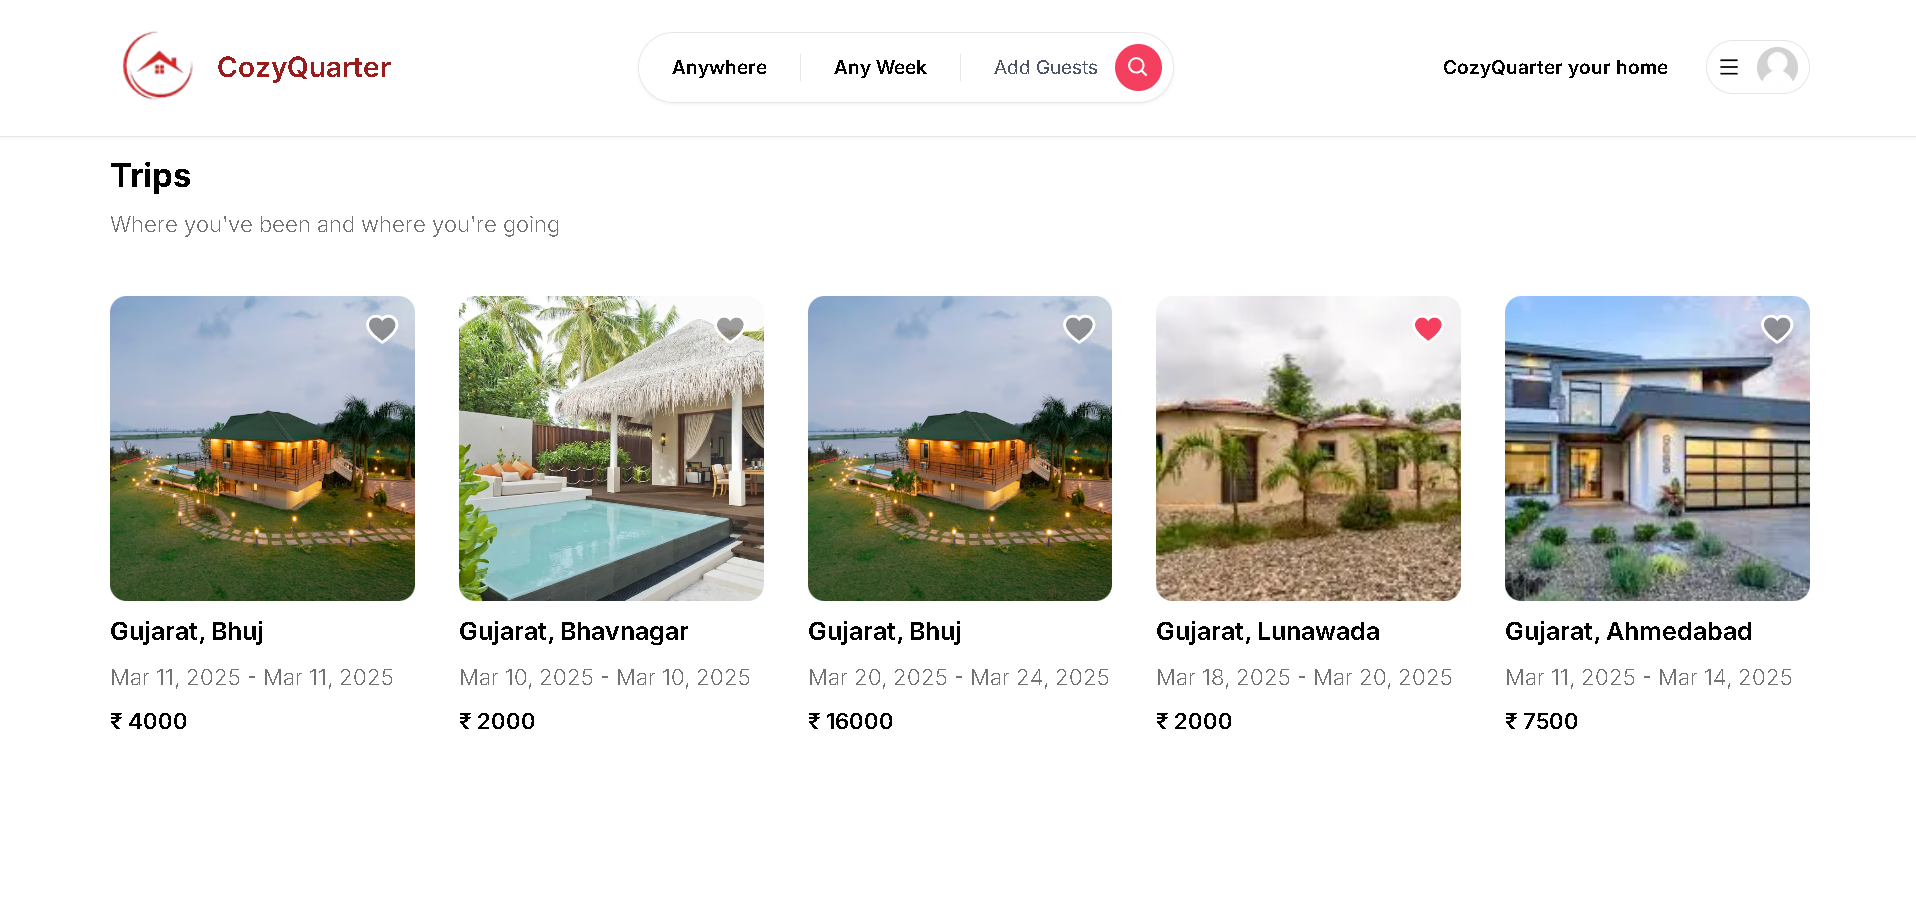 CozyQuarter
Anywhere
Any Week
Add Guests
CozyQuarter your home
Trips
Where you've been and where you're going
Gujarat, Bhuj
Mar 11, 2025 - Mar 11, 2025
₹ 4000
Gujarat, Bhavnagar
Mar 10, 2025 - Mar 10, 2025
₹ 2000
Gujarat, Bhuj
Mar 20, 2025 - Mar 24, 2025
₹ 16000
Gujarat, Lunawada
Mar 18, 2025 - Mar 20, 2025
₹ 2000
Gujarat, Ahmedabad
Mar 11, 2025 - Mar 14, 2025
₹ 7500